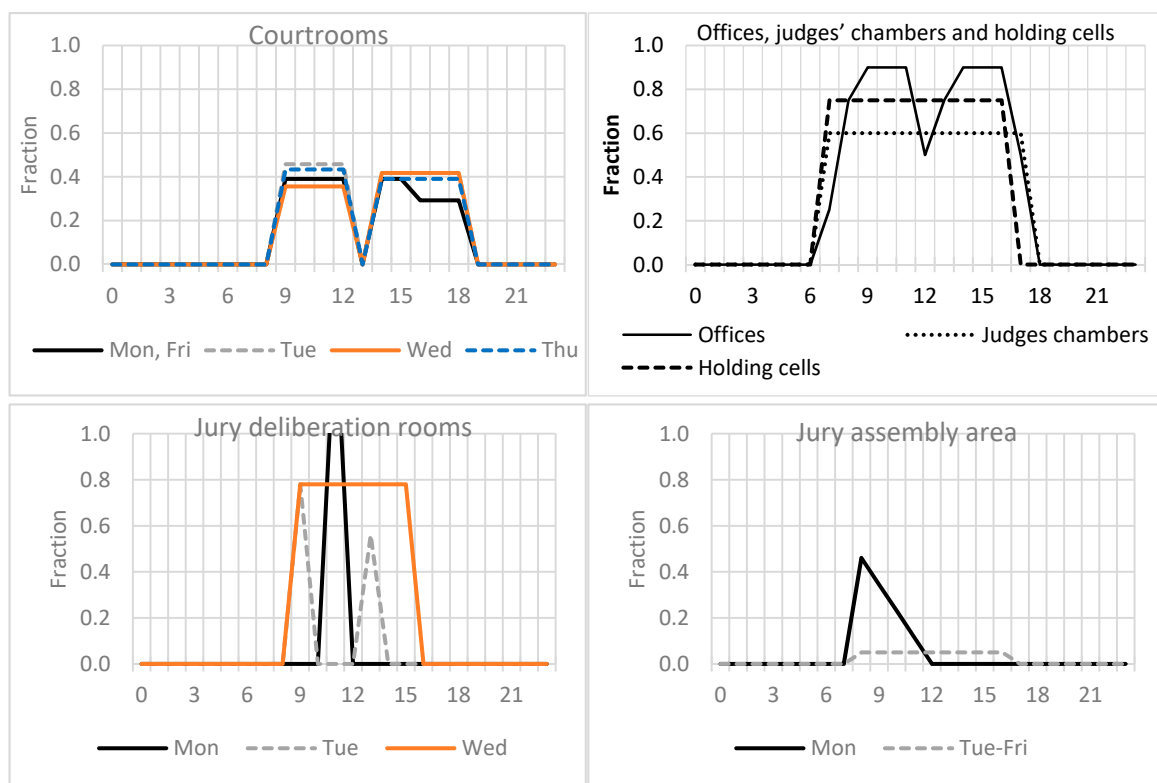 Courtrooms
Fraction
1.0
0.8
0.6
0.4
0.2
0.0
0 3 6 9 12 15 18 21
Mon, Fri Tue Wed Thu
Offices, judges’ chambers and holding cells
Fraction
1.0
0.8
0.6
0.4
0.2
0.0
0 3 6 9 12 15 18 21
Offices Judges chambers
Holding cells
Jury deliberation rooms
Fraction
1.0
0.8
0.6
0.4
0.2
0.0
0 3 6 9 12 15 18 21
Mon Tue Wed
Jury assembly area
Fraction
1.0
0.8
0.6
0.4
0.2
0.0
0 3 6 9 12 15 18 21
Mon Tue-Fri